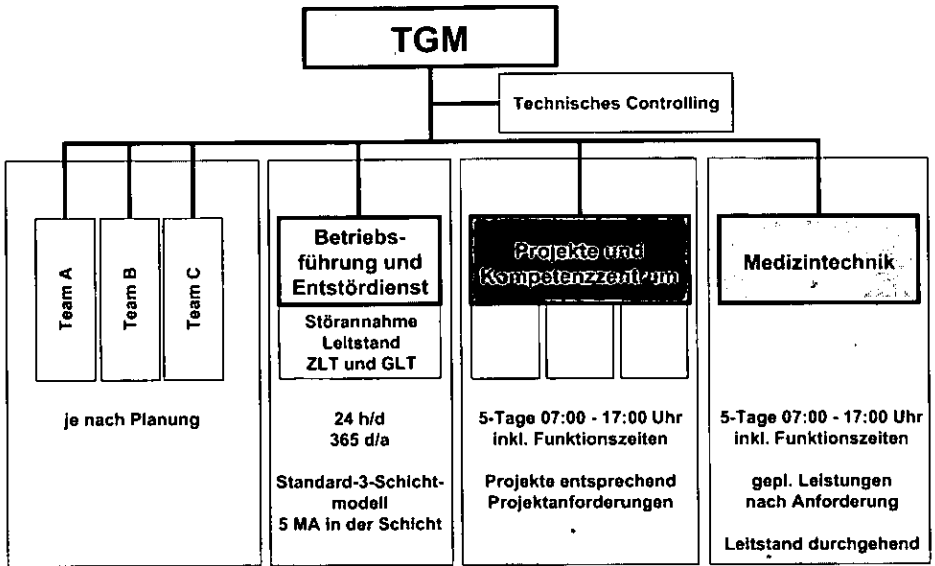 TGM
Technisches Controlling
Team A
Team B
Team C
je nach Planung
Betriebs-
führung und
Entstördienst
Störannahme
Leitstand
ZLT und GLT
24 h/d
365 d/a
Standard-3-Schicht-
modell
5 MA in der Schicht
Projekte und
Kompetenzzentrum
5-Tage 07:00 - 17:00 Uhr
inkl. Funktionszeiten
Projekte entsprechend
Projektanforderungen
Medizintechnik
5-Tage 07:00 - 17:00 Uhr
inkl. Funktionszeiten
gepl. Leistungen
nach Anforderung
Leitstand durchgehend